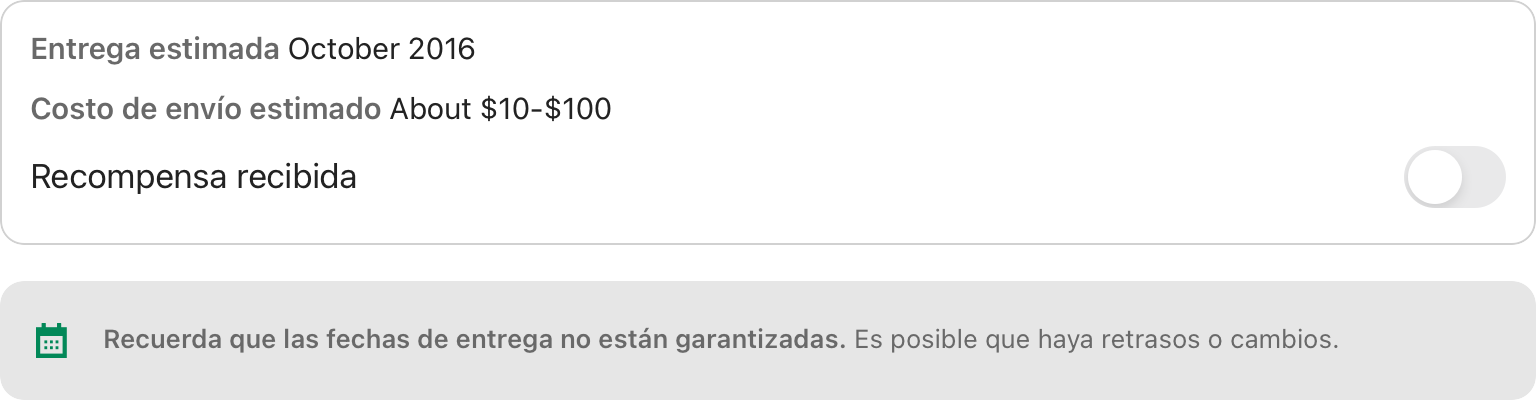 Entrega estimada October 2016
Costo de envío estimado About $10-$100
Recompensa recibida
Recuerda que las fechas de entrega no están garantizadas. Es posible que haya retrasos o cambios.